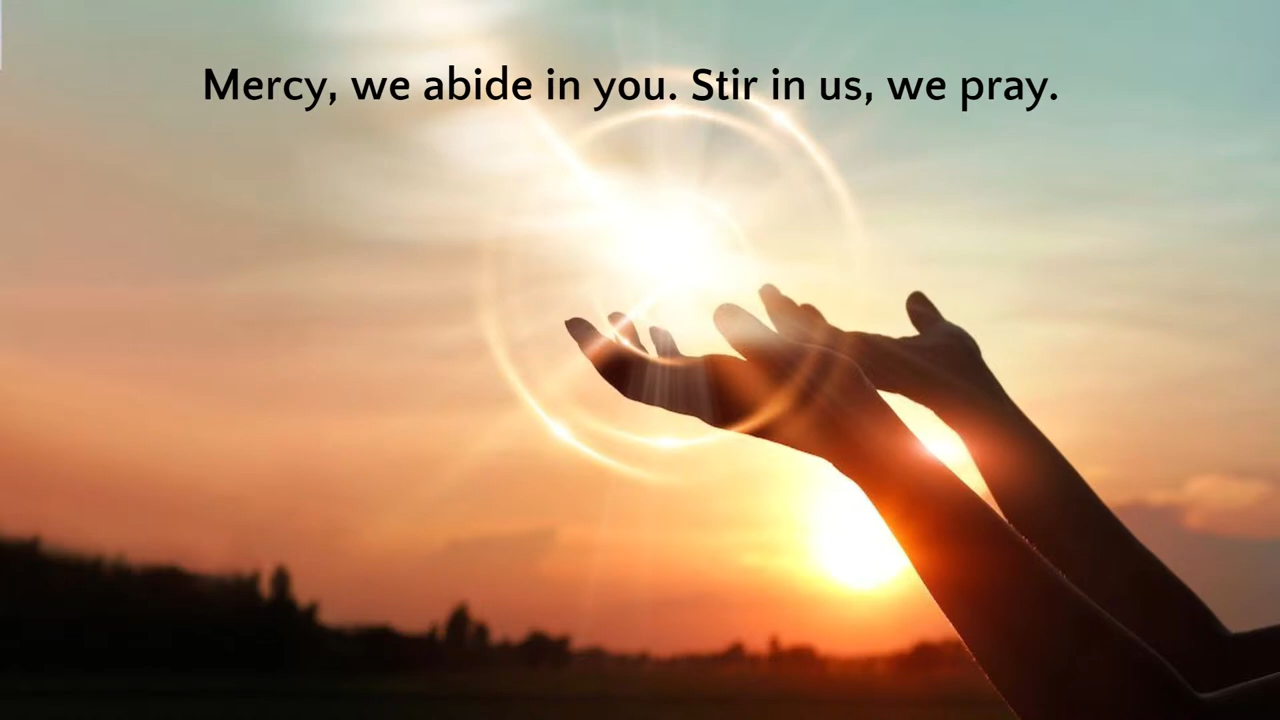 Mercy, we abide in you. Stir in us, we pray.